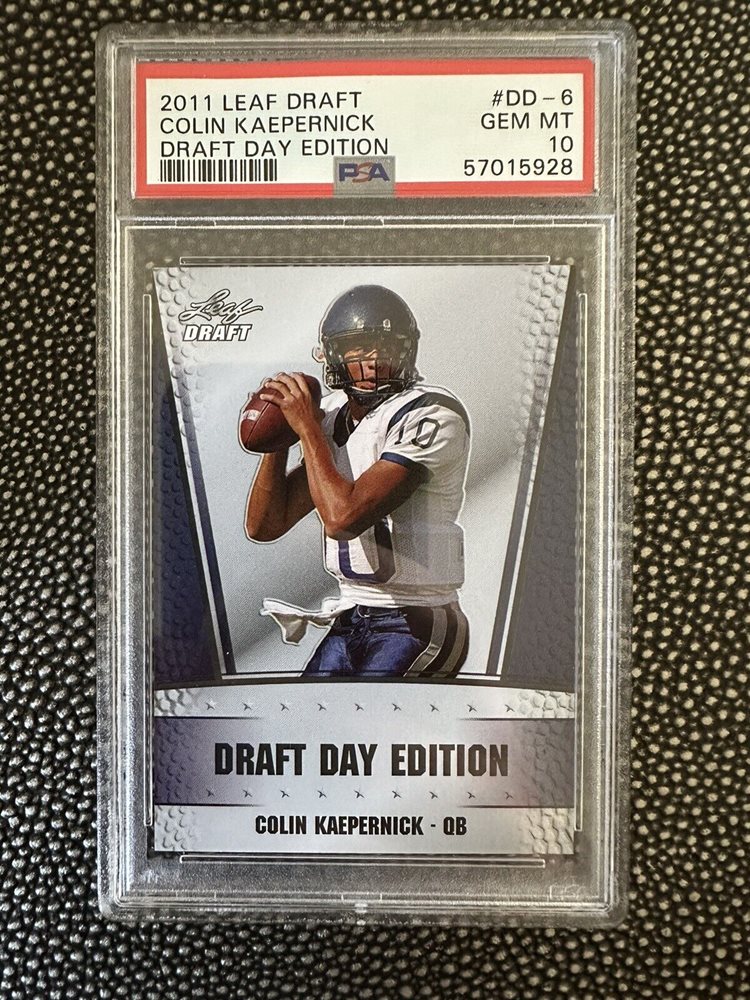 2011 LEAF DRAFT #DD-6
COLIN KAEPERNICK GEM MT
DRAFT DAY EDITION 10
PSA 57015928
Leaf
DRAFT
10
DRAFT DAY EDITION
COLIN KAEPERNICK - QB